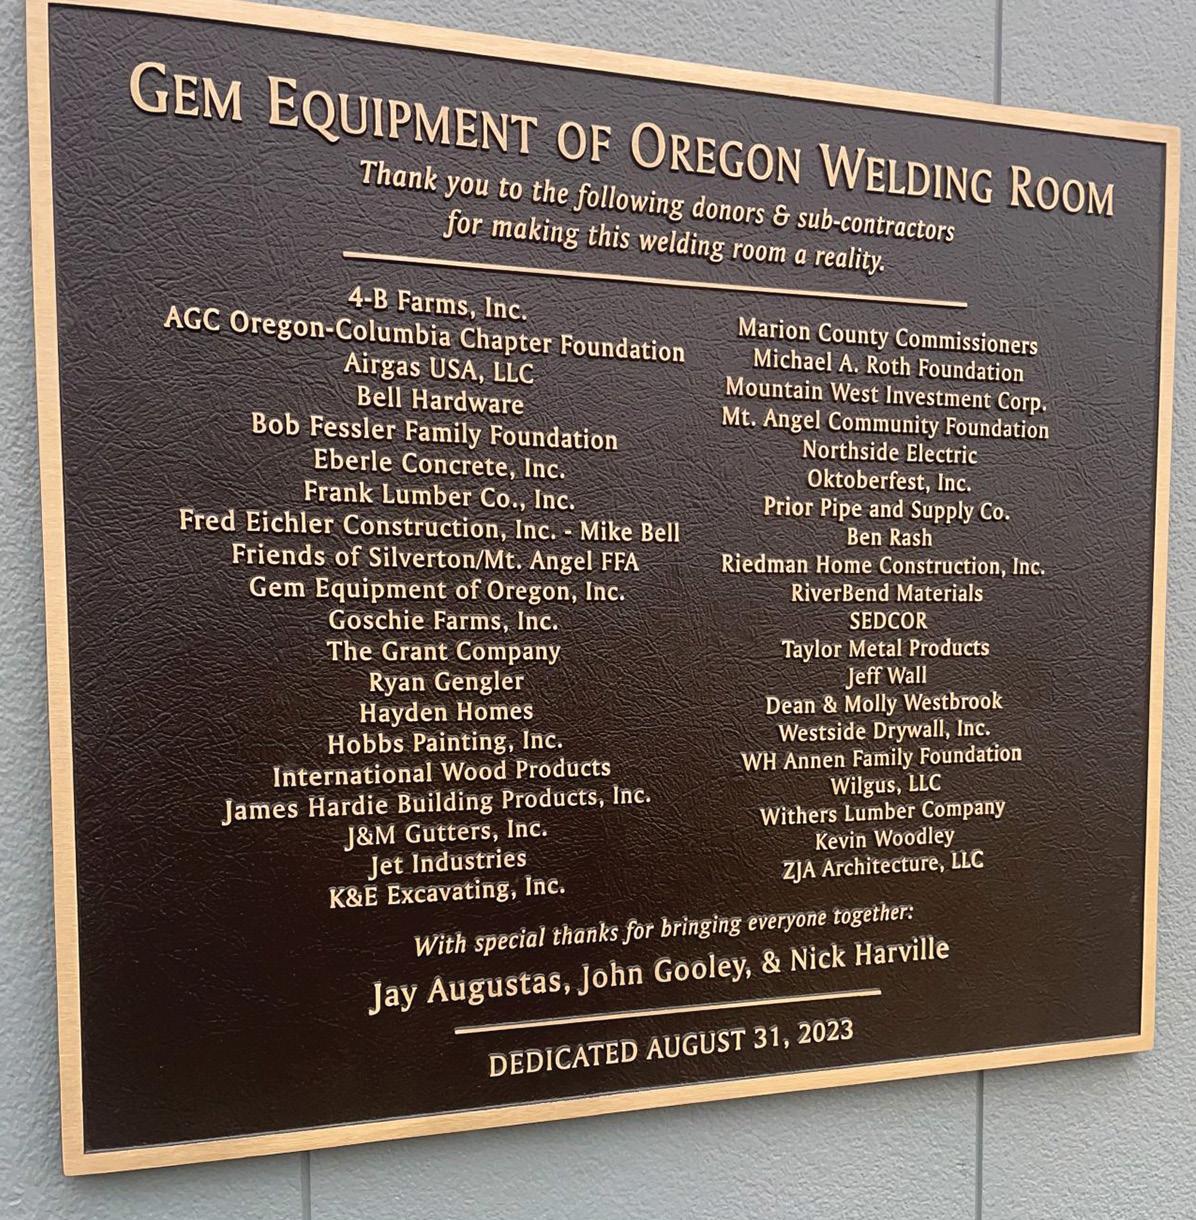 GEM EQUIPMENT OF OREGON WELDING ROOM
Thank you to the following donors & sub-contractors
for making this welding room a reality.
4-B Farms, Inc.
AGC Oregon-Columbia Chapter Foundation
Airgas USA, LLC
Bell Hardware
Bob Fessler Family Foundation
Eberle Concrete, Inc.
Frank Lumber Co., Inc.
Fred Eichler Construction, Inc. - Mike Bell
Friends of Silverton/Mt. Angel FFA
Gem Equipment of Oregon, Inc.
Goschie Farms, Inc.
The Grant Company
Ryan Gengler
Hayden Homes
Hobbs Painting, Inc.
International Wood Products
James Hardie Building Products, Inc.
J&M Gutters, Inc.
Jet Industries
K&E Excavating, Inc.
Marion County Commissioners
Michael A. Roth Foundation
Mountain West Investment Corp.
Mt. Angel Community Foundation
Northside Electric
Oktoberfest, Inc.
Prior Pipe and Supply Co.
Ben Rash
Riedman Home Construction, Inc.
RiverBend Materials
SEDCOR
Taylor Metal Products
Jeff Wall
Dean & Molly Westbrook
Westside Drywall, Inc.
WH Annen Family Foundation
Wilgus, LLC
Withers Lumber Company
Kevin Woodley
ZJA Architecture, LLC
With special thanks for bringing everyone together:
Jay Augustas, John Gooley, & Nick Harville
DEDICATED AUGUST 31, 2023